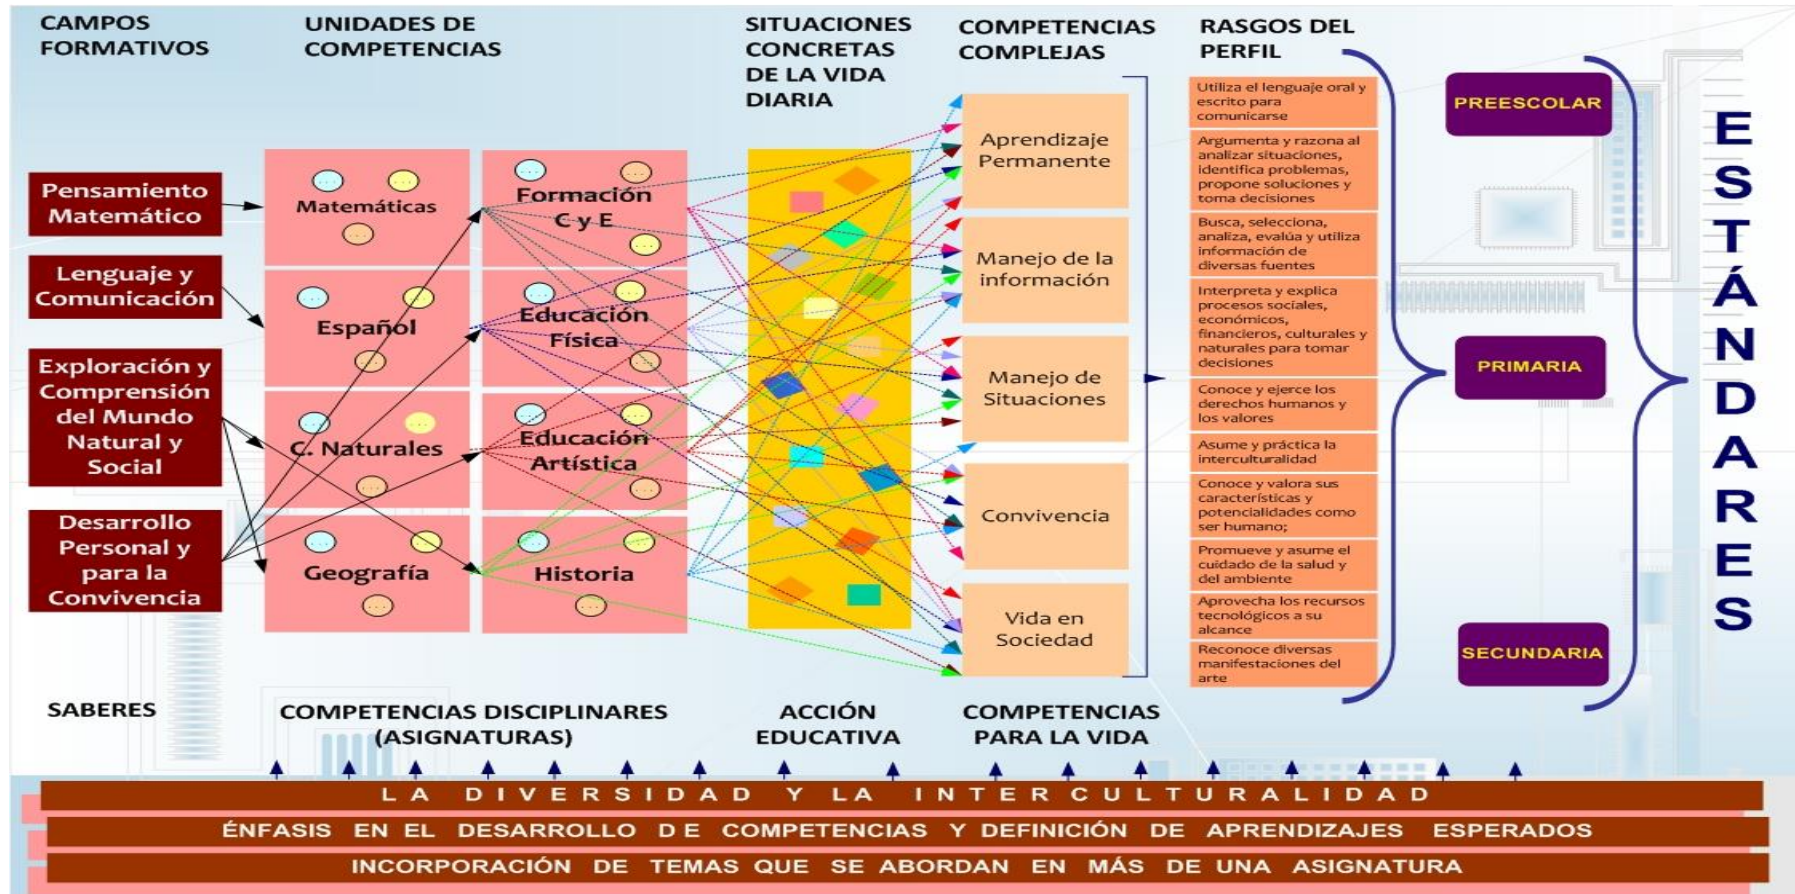 CAMPOS
FORMATIVOS
UNIDADES DE
COMPETENCIAS
SITUACIONES
CONCRETAS
DE LA VIDA
DIARIA
COMPETENCIAS
COMPLEJAS
RASGOS DEL
PERFIL
Pensamiento
Matemático
Lenguaje y
Comunicación
Exploración y
Comprensión
del Mundo
Natural y
Social
Desarrollo
Personal y
para la
Convivencia
Matemáticas
Formación
C y E
Español
Educación
Física
C. Naturales
Educación
Artística
Geografía
Historia
Aprendizaje
Permanente
Manejo de la
información
Manejo de
Situaciones
Convivencia
Vida en
Sociedad
Utiliza el lenguaje oral y
escrito para
comunicarse
Argumenta y razona al
analizar situaciones,
identifica problemas,
propone soluciones y
toma decisiones
Busca, selecciona,
analiza, evalúa y utiliza
información de
diversas fuentes
Interpreta y explica
procesos sociales,
económicos,
financieros, culturales y
naturales para tomar
decisiones
Conoce y ejerce los
derechos humanos y
los valores
Asume y práctica la
interculturalidad
Conoce y valora sus
características y
potencialidades como
ser humano;
Promueve y asume el
cuidado de la salud y
del ambiente
Aprovecha los recursos
tecnológicos a su
alcance
Reconoce diversas
manifestaciones del
arte
PREESCOLAR
PRIMARIA
SECUNDARIA
ESTÁNDARES
SABERES
COMPETENCIAS DISCIPLINARES
(ASIGNATURAS)
ACCIÓN
EDUCATIVA
COMPETENCIAS
PARA LA VIDA
LA DIVERSIDAD Y LA INTERCULTURALIDAD
ÉNFASIS EN EL DESARROLLO DE COMPETENCIAS Y DEFINICIÓN DE APRENDIZAJES ESPERADOS
INCORPORACIÓN DE TEMAS QUE SE ABORDAN EN MÁS DE UNA ASIGNATURA